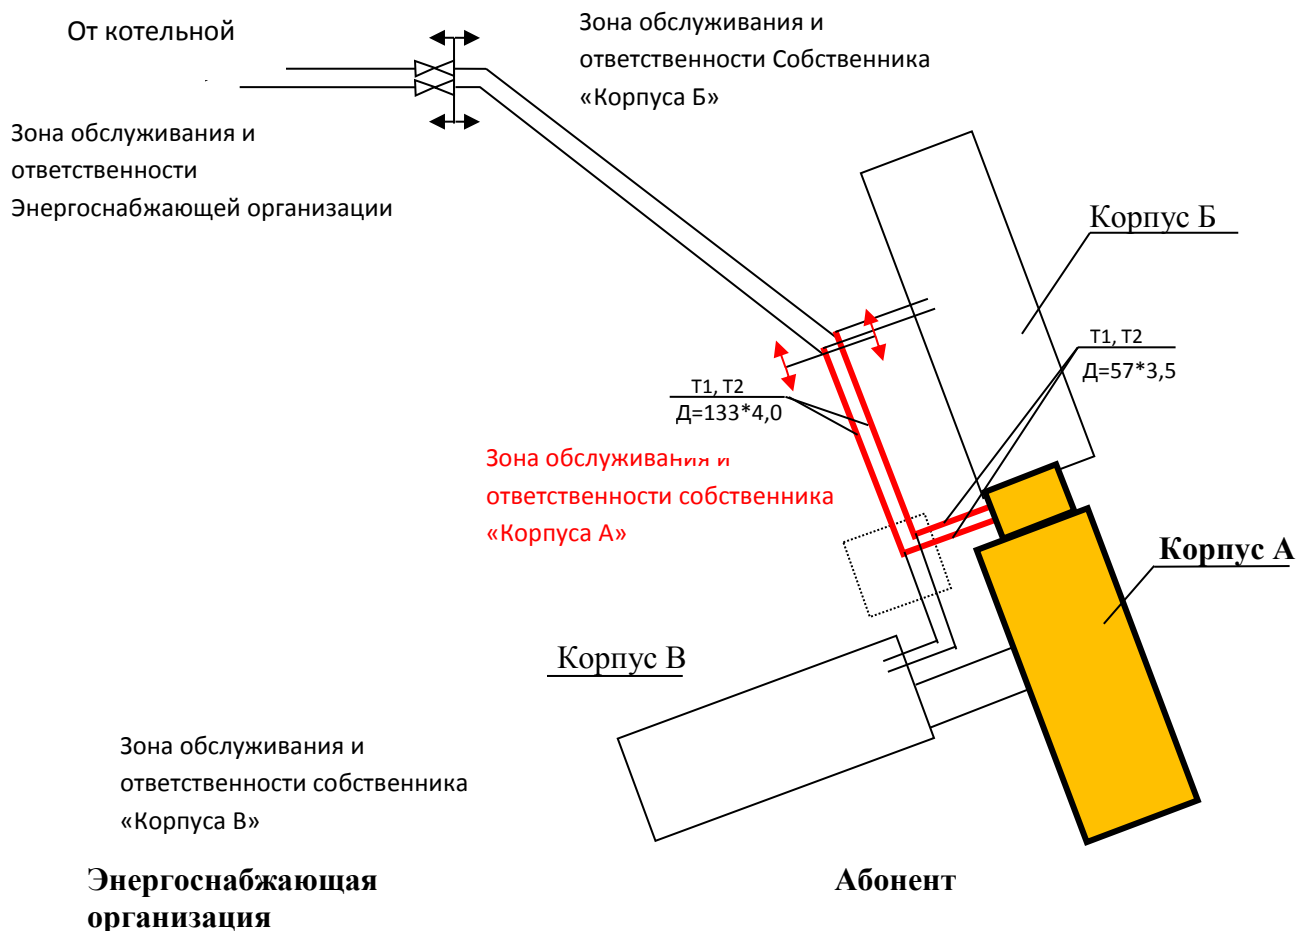 От котельной
Зона обслуживания и
ответственности Собственника
«Корпуса Б»
Зона обслуживания и
ответственности
Энергоснабжающей организации
Корпус Б
Т1, Т2
Д=57*3,5
Т1, Т2
Д=133*4,0
Зона обслуживания и
ответственности собственника
«Корпуса А»
Корпус А
Корпус В
Зона обслуживания и
ответственности собственника
«Корпуса В»
Энергоснабжающая
организация
Абонент